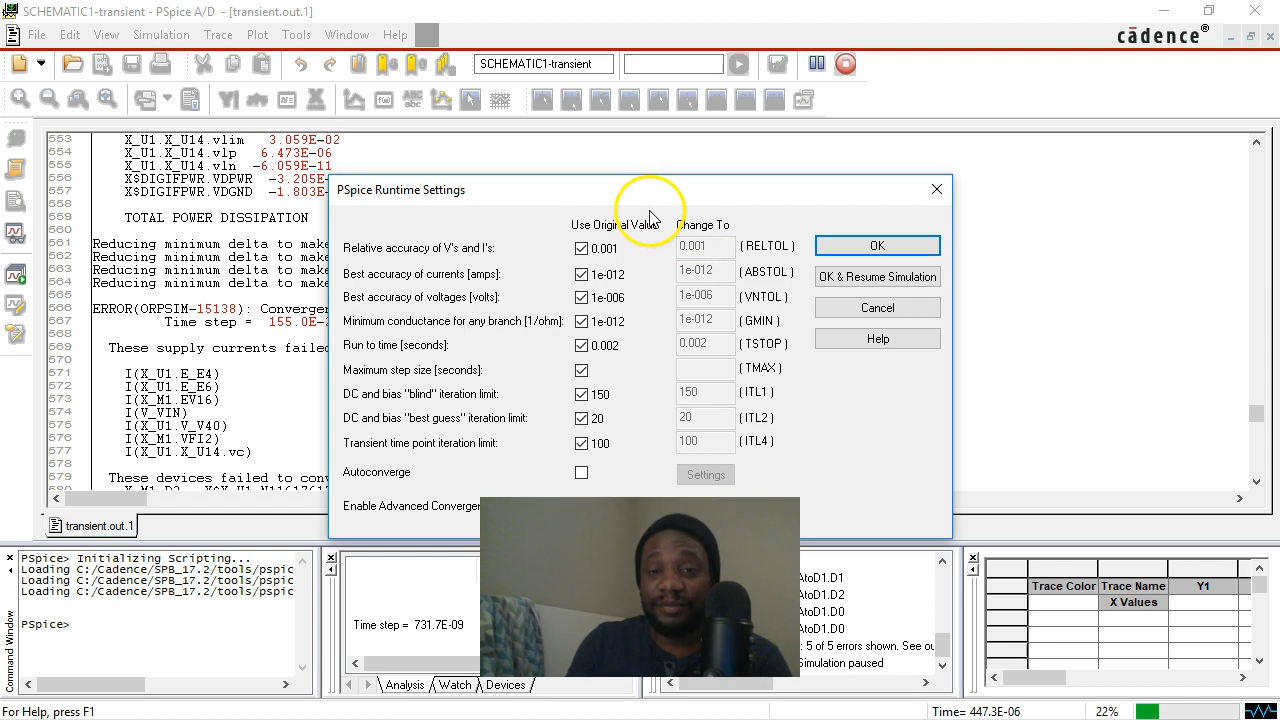 SCHEMATIC1-transient - PSpice A/D - [transient.out.1]
File Edit View Simulation Trace Plot Tools Window Help
cādence®
SCHEMATIC1-transient
553 X_U1.X_U14.vlim 3.059E-02
554 X_U1.X_U14.vlp 6.473E-06
555 X_U1.X_U14.vln -6.059E-11
556 X$DIGIFPWR.VDPWR -3.205E-
557 X$DIGIFPWR.VDGND -1.803E-
558
559 TOTAL POWER DISSIPATION
560
561 Reducing minimum delta to make
562 Reducing minimum delta to make
563 Reducing minimum delta to make
564 Reducing minimum delta to make
565
566 ERROR(ORPSIM-15138): Converger
567 Time step = 155.0E-
568
569 These supply currents failed
570
571 I(X_U1.E_E4)
572 I(X_U1.E_E6)
573 I(X_M1.EV16)
574 I(V_VIN)
575 I(X_U1.V_V40)
576 I(X_M1.VFI2)
577 I(X_U1.X_U14.vc)
578
579 These devices failed to conv
580
transient.out.1
PSpice Runtime Settings
Use Original Value Change To
Relative accuracy of V's and I's: 0.001 0.001 ( RELTOL )
Best accuracy of currents [amps]: 1e-012 1e-012 ( ABSTOL )
Best accuracy of voltages [volts]: 1e-006 1e-006 ( VNTOL )
Minimum conductance for any branch [1/ohm]: 1e-012 1e-012 ( GMIN )
Run to time [seconds]: 0.002 0.002 ( TSTOP )
Maximum step size [seconds]: ( TMAX )
DC and bias "blind" iteration limit: 150 150 ( ITL1 )
DC and bias "best guess" iteration limit: 20 20 ( ITL2 )
Transient time point iteration limit: 100 100 ( ITL4 )
Autoconverge Settings
Enable Advanced Convergen
OK
OK & Resume Simulation
Cancel
Help
Command Window
PSpice> Initializing Scripting...
Loading C:/Cadence/SPB_17.2/tools/pspic
Loading C:/Cadence/SPB_17.2/tools/pspic
Loading C:/Cadence/SPB_17.2/tools/pspic
PSpice>
Time step = 731.7E-09
Analysis Watch Devices
AtoD1.D1
AtoD1.D2
AtoD1.D0
AtoD1.D0
: 5 of 5 errors shown. See ou
Simulation paused
Trace Color Trace Name Y1
X Values
For Help, press F1
Time= 447.3E-06 22%